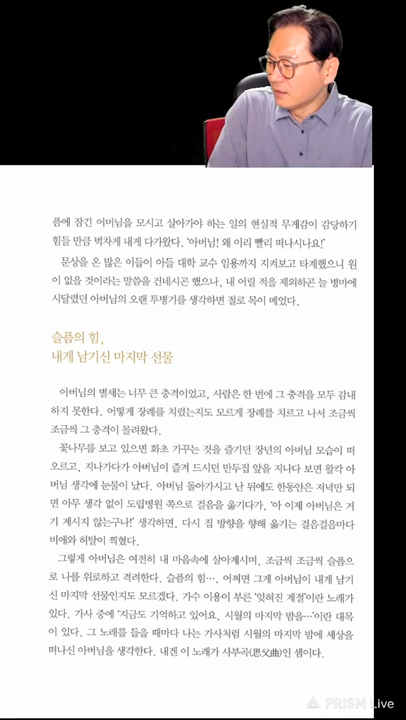 픔에 잠긴 어머님을 모시고 살아가야 하는 일의 현실적 무게감이 감당하기
힘들 만큼 벅차게 내게 다가왔다. '아버님! 왜 이리 빨리 떠나시나요!'
문상을 온 많은 이들이 아들 대학 교수 임용까지 지켜보고 타계했으니 원
이 없을 것이라는 말씀을 건네시곤 했으나, 내 어릴 적을 제외하곤 늘 병마에
시달렸던 아버님의 오랜 투병기를 생각하면 절로 목이 메었다.
슬픔의 힘,
내게 남기신 마지막 선물
아버님의 별세는 너무 큰 충격이었고, 사람은 한 번에 그 충격을 모두 감내
하지 못한다. 어떻게 장례를 치렀는지도 모르게 장례를 치르고 나서 조금씩
조금씩 그 충격이 몰려왔다.
꽃나무를 보고 있으면 화초 가꾸는 것을 즐기던 장년의 아버님 모습이 떠
오르고, 지나가다가 아버님이 즐겨 드시던 만두집 앞을 지나다 보면 왈칵 아
버님 생각에 눈물이 났다. 아버님 돌아가시고 난 뒤에도 한동안은 저녁만 되
면 아무 생각 없이 도립병원 쪽으로 걸음을 옮기다가, '아 이제 아버님은 거
기 계시지 않는구나!' 생각하면, 다시 집 방향을 향해 옮기는 걸음걸음마다
비애와 허탈이 찍혔다.
그렇게 아버님은 여전히 내 마음속에 살아계시며, 조금씩 조금씩 슬픔으
로 나를 위로하고 격려한다. 슬픔의 힘…. 어쩌면 그게 아버님이 내게 남기
신 마지막 선물인지도 모르겠다. 가수 이용이 부른 '잊혀진 계절'이란 노래가
있다. 가사 중에 '지금도 기억하고 있어요, 시월의 마지막 밤을…'이란 대목
이 있다. 그 노래를 들을 때마다 나는 가사처럼 시월의 마지막 밤에 세상을
떠나신 아버님을 생각한다. 내겐 이 노래가 사부곡(思父曲)인 셈이다.
PRISM Live